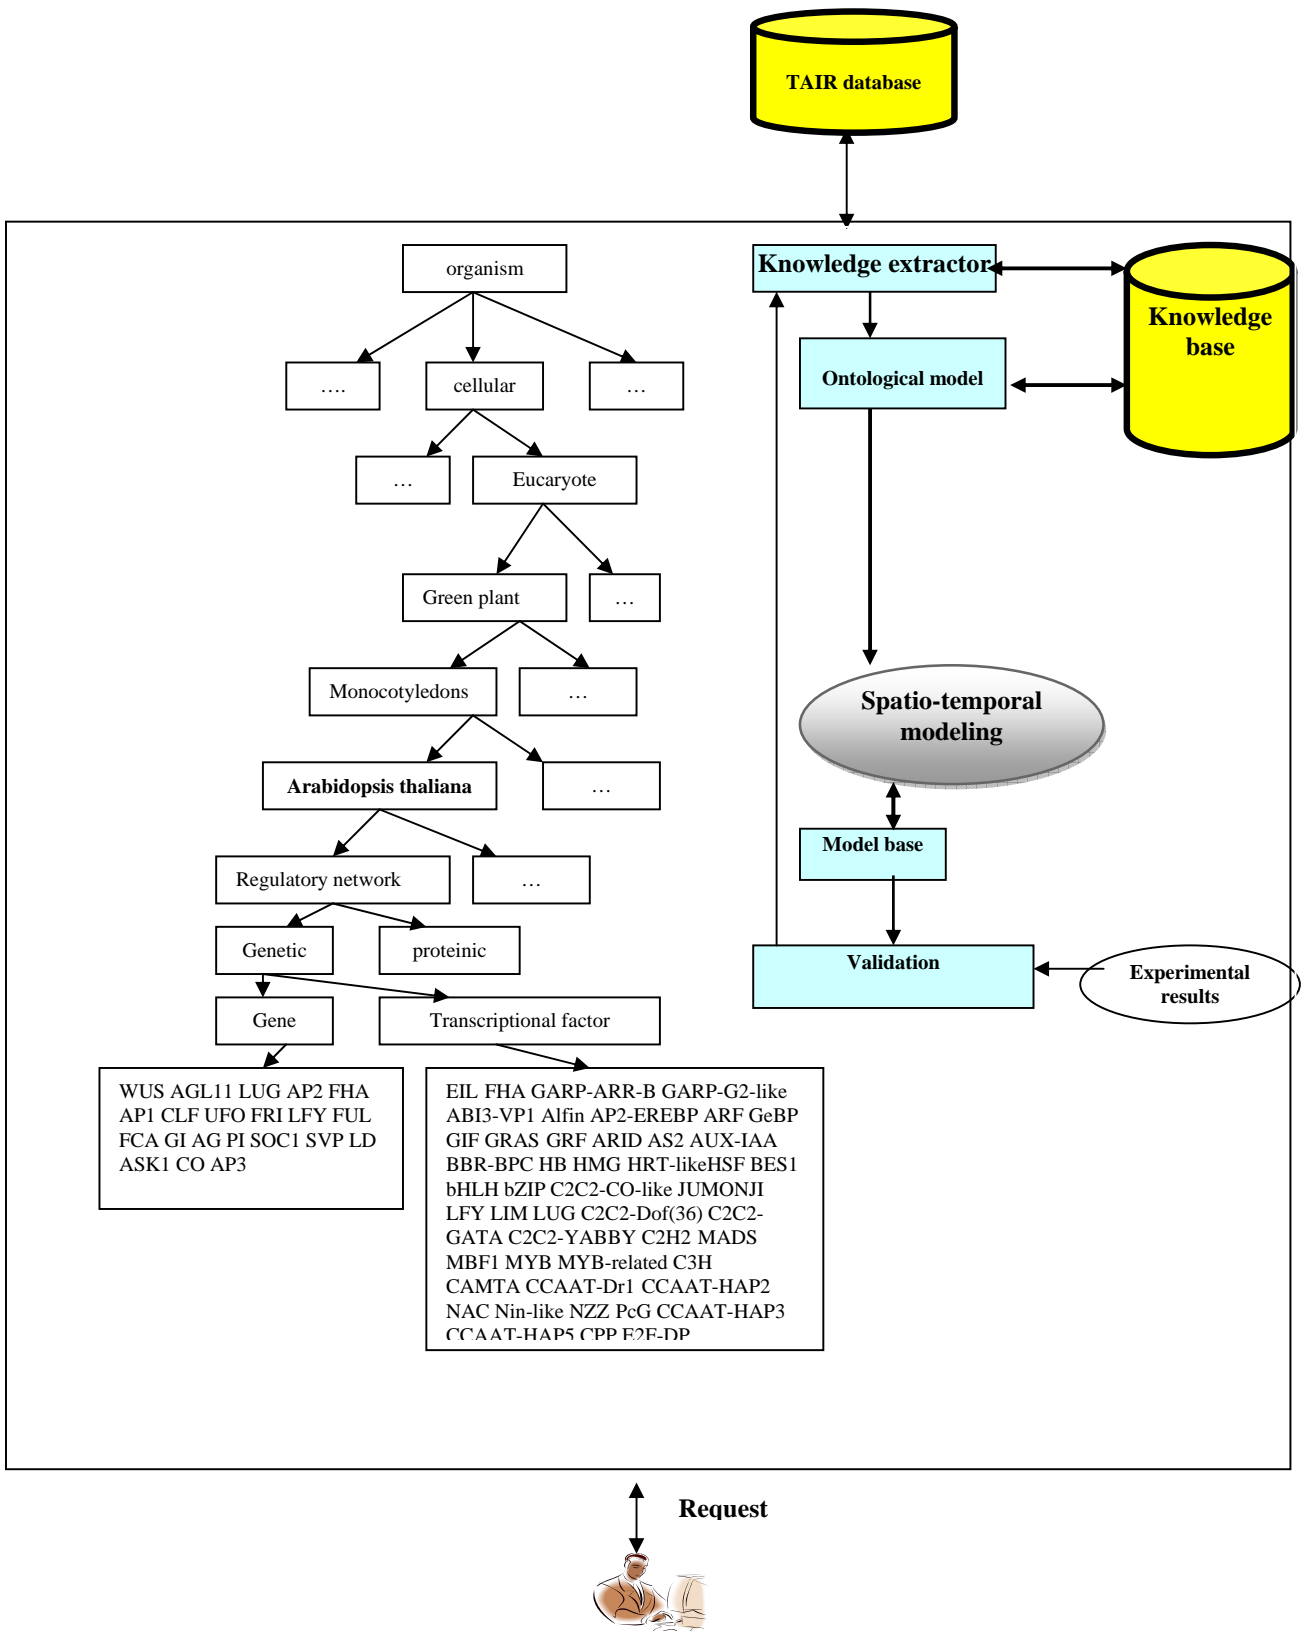 TAIR database
organism
….
cellular
…
…
Eucaryote
Green plant
…
Monocotyledons
…
Arabidopsis thaliana
…
Regulatory network
…
Genetic
proteinic
Gene
Transcriptional factor
WUS AGL11 LUG AP2 FHA
AP1 CLF UFO FRI LFY FUL
FCA GI AG PI SOC1 SVP LD
ASK1 CO AP3
EIL FHA GARP-ARR-B GARP-G2-like
ABI3-VP1 Alfin AP2-EREBP ARF GeBP
GIF GRAS GRF ARID AS2 AUX-IAA
BBR-BPC HB HMG HRT-likeHSF BES1
bHLH bZIP C2C2-CO-like JUMONJI
LFY LIM LUG C2C2-Dof(36) C2C2-
GATA C2C2-YABBY C2H2 MADS
MBF1 MYB MYB-related C3H
CAMTA CCAAT-Dr1 CCAAT-HAP2
NAC Nin-like NZZ PcG CCAAT-HAP3
CCAAT-HAP5 CPP E2F-DP
Knowledge extractor
Knowledge
base
Ontological model
Spatio-temporal
modeling
Model base
Validation
Experimental
results
Request